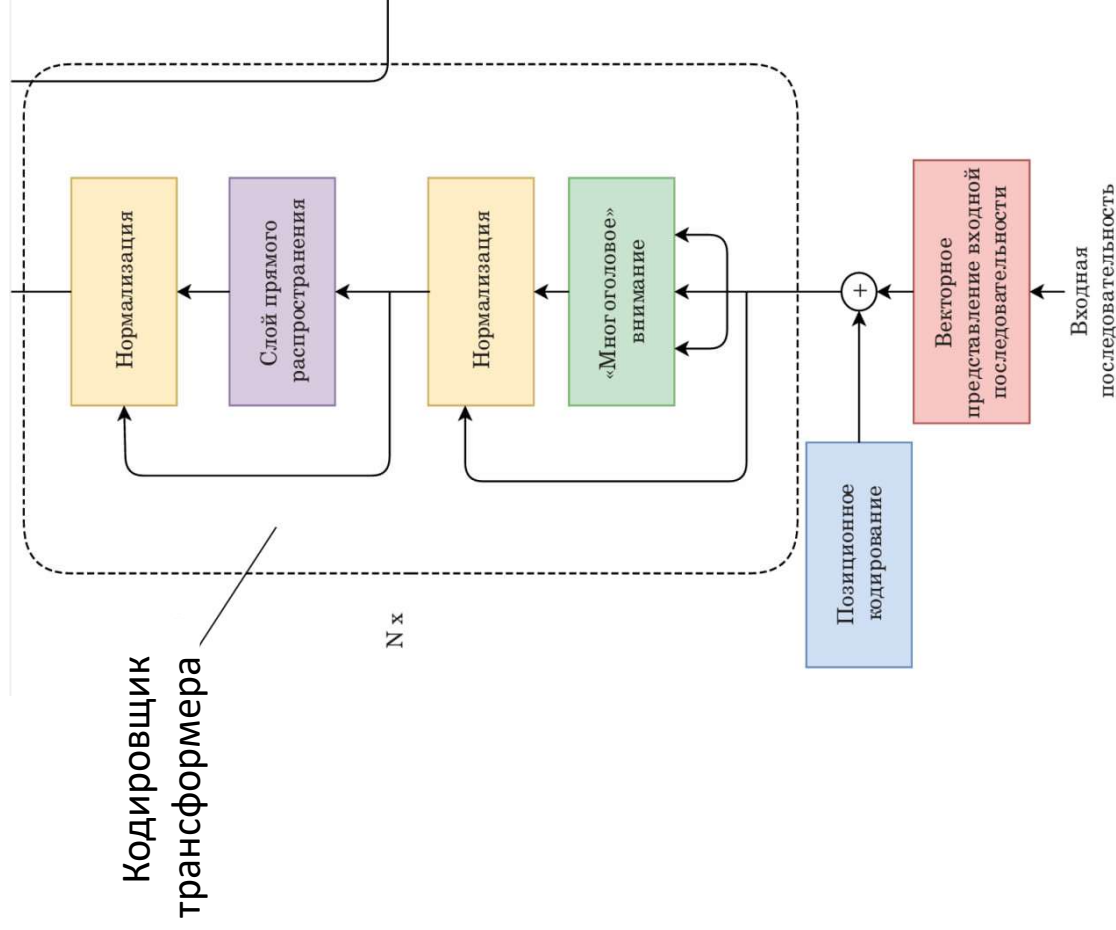 Кодировщик
трансформера
N x
Нормализация
Слой прямого
распространения
Нормализация
«Многоголовое»
внимание
+
Позиционное
кодирование
Векторное
представление входной
последовательности
Входная
последовательность